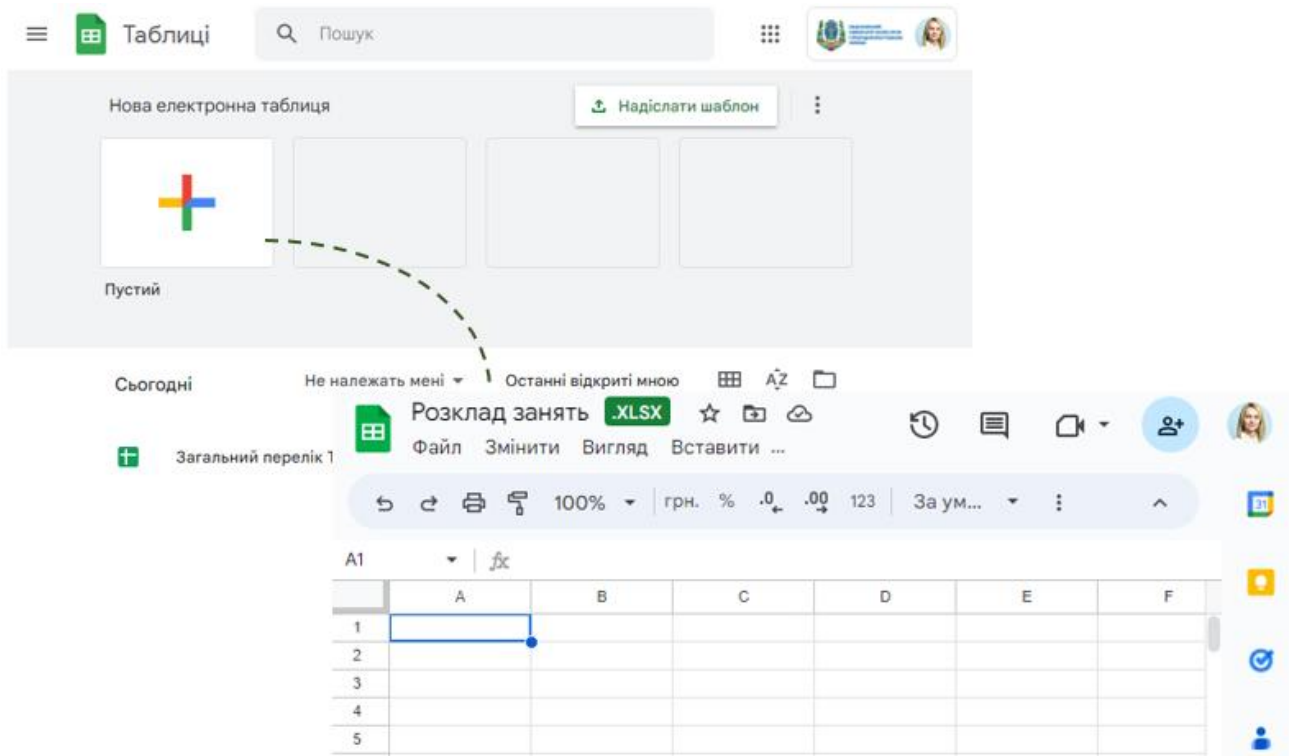 Таблиці
Пошук
Нова електронна таблиця
Надіслати шаблон
Пустий
Сьогодні
Не належать мені
Останні відкриті мною
AZ
Загальний перелік
Розклад занять .XLSX
Файл Змінити Вигляд Вставити ...
100% грн. % .0 .00 123 За ум...
31
A1 fx
A B C D E F
1
2
3
4
5